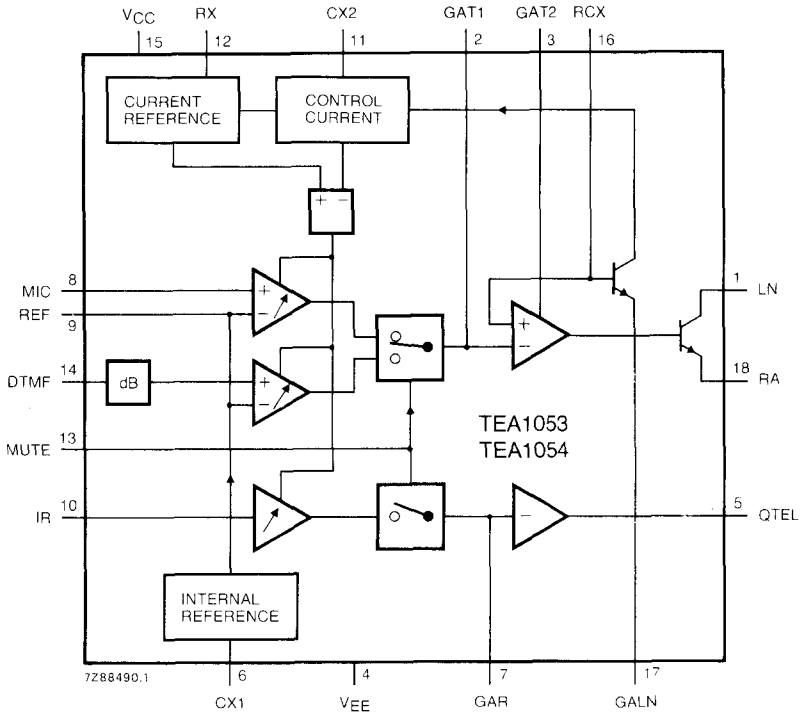 VCC RX CX2 GAT1 GAT2 RCX
15 12 11 2 3 16
CURRENT
REFERENCE
CONTROL
CURRENT
+ −
MIC 8
REF 9
+
−
+
−
1 LN
DTMF 14
dB
+
−
18 RA
MUTE 13
TEA1053
TEA1054
IR 10
−
5 QTEL
INTERNAL
REFERENCE
7Z88490.1
6 4 7 17
CX1 VEE GAR GALN